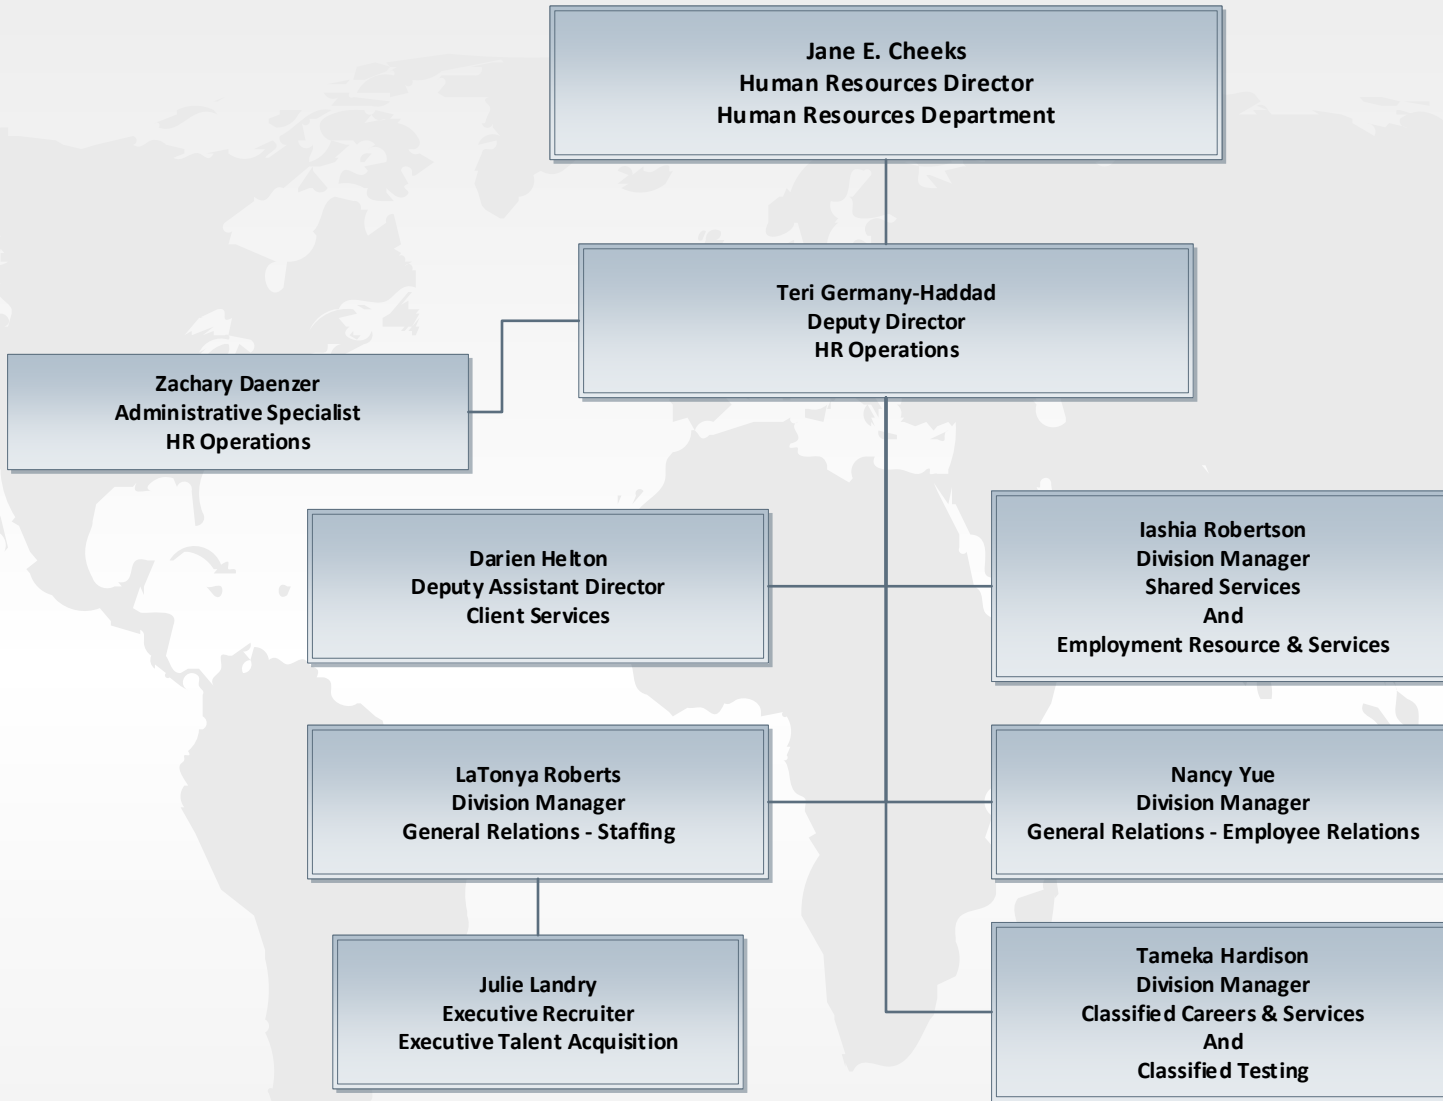 Jane E. Cheeks
Human Resources Director
Human Resources Department
Teri Germany-Haddad
Deputy Director
HR Operations
Zachary Daenzer
Administrative Specialist
HR Operations
Darien Helton
Deputy Assistant Director
Client Services
Iashia Robertson
Division Manager
Shared Services
And
Employment Resource & Services
LaTonya Roberts
Division Manager
General Relations - Staffing
Nancy Yue
Division Manager
General Relations - Employee Relations
Julie Landry
Executive Recruiter
Executive Talent Acquisition
Tameka Hardison
Division Manager
Classified Careers & Services
And
Classified Testing